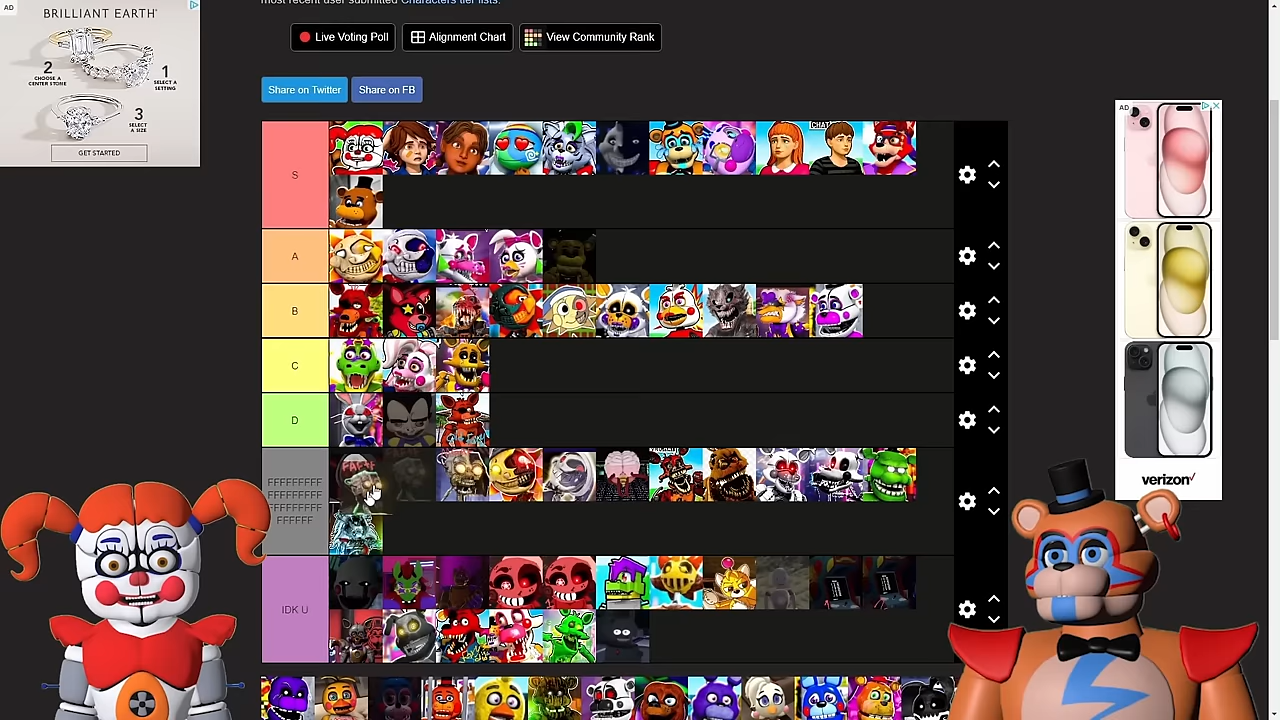 AD
BRILLIANT EARTH
2
CHOOSE A
CENTER STONE
1
SELECT A
SETTING
3
SELECT
A SIZE
GET STARTED
most recent user submitted Characters tier lists.
Live Voting Poll
Alignment Chart
View Community Rank
Share on Twitter
Share on FB
S
CHAT
A
B
C
D
FFFFFFFFF
FFFFFFFFF
FFFFFFFFF
FFFFFF
IDK U
AD
verizon